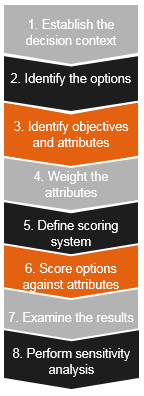 1. Establish the
decision context
2. Identify the options
3. Identify objectives
and attributes
4. Weight the
attributes
5. Define scoring
system
6. Score options
against attributes
7. Examine the results
8. Perform sensitivity
analysis